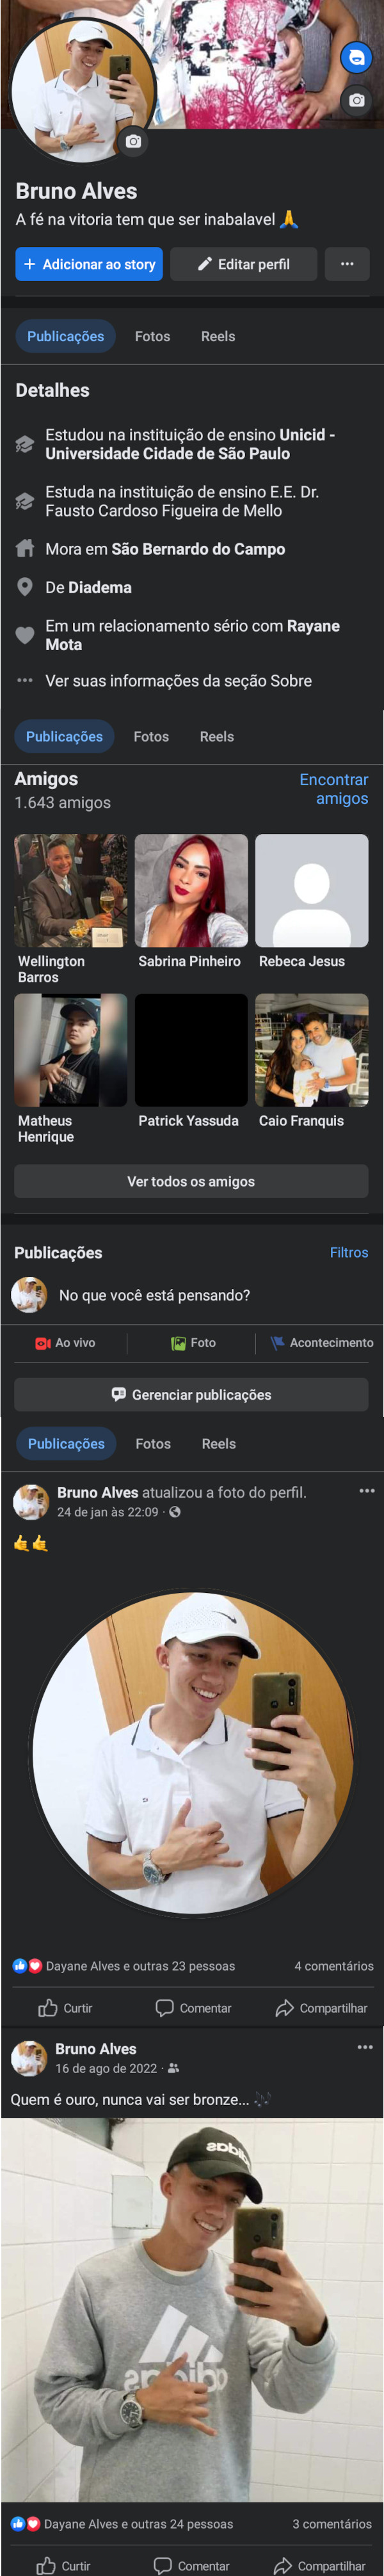 Bruno Alves
A fé na vitoria tem que ser inabalavel 🙏
+ Adicionar ao story
Editar perfil
Publicações Fotos Reels
Detalhes
Estudou na instituição de ensino Unicid -
Universidade Cidade de São Paulo
Estuda na instituição de ensino E.E. Dr.
Fausto Cardoso Figueira de Mello
Mora em São Bernardo do Campo
De Diadema
Em um relacionamento sério com Rayane
Mota
Ver suas informações da seção Sobre
Publicações Fotos Reels
Amigos
Encontrar
amigos
1.643 amigos
Wellington
Barros
Sabrina Pinheiro
Rebeca Jesus
Matheus
Henrique
Patrick Yassuda
Caio Franquis
Ver todos os amigos
Publicações
Filtros
No que você está pensando?
Ao vivo
Foto
Acontecimento
Gerenciar publicações
Publicações Fotos Reels
Bruno Alves atualizou a foto do perfil.
24 de jan às 22:09 ·
🤙🤙
Dayane Alves e outras 23 pessoas
4 comentários
Curtir
Comentar
Compartilhar
Bruno Alves
16 de ago de 2022 ·
Quem é ouro, nunca vai ser bronze...
adidas
adidas
Dayane Alves e outras 24 pessoas
3 comentários
Curtir
Comentar
Compartilhar